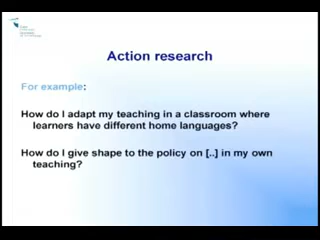 Action research
For example:
How do I adapt my teaching in a classroom where
learners have different home languages?
How do I give shape to the policy on [..] in my own
teaching?